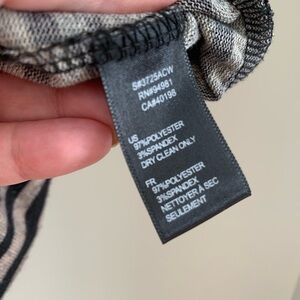 S#3725ACW
RN#94981
CA#40198
US
97%POLYESTER
3%SPANDEX
DRY CLEAN ONLY
FR
97%POLYESTER
3%SPANDEX
NETTOYER À SEC
SEULEMENT